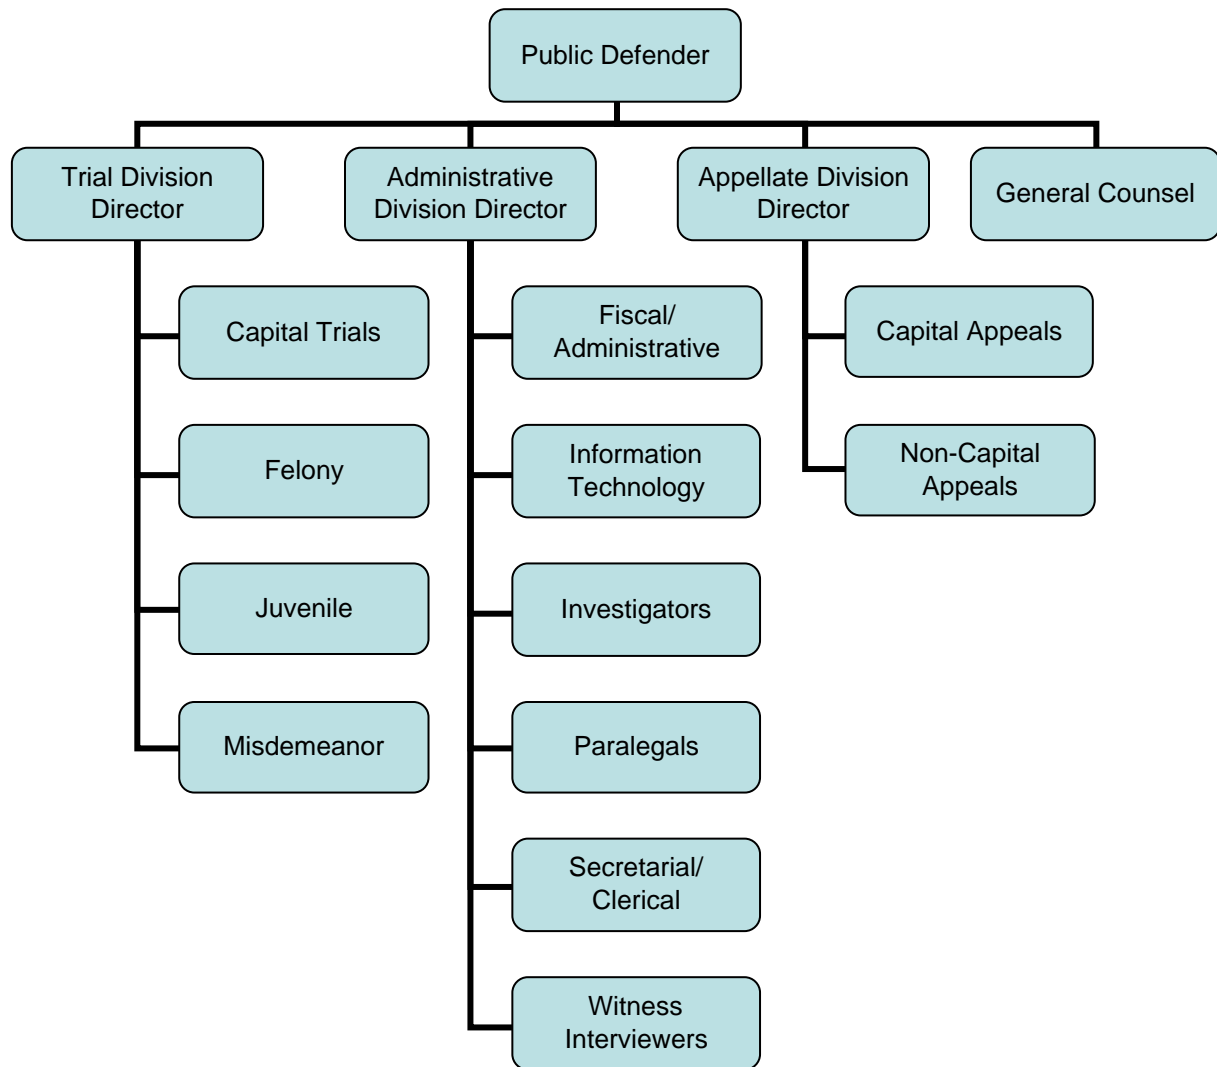 Public Defender
Trial Division
Director
Administrative
Division Director
Appellate Division
Director
General Counsel
Capital Trials
Fiscal/
Administrative
Capital Appeals
Felony
Information
Technology
Non-Capital
Appeals
Juvenile
Investigators
Misdemeanor
Paralegals
Secretarial/
Clerical
Witness
Interviewers